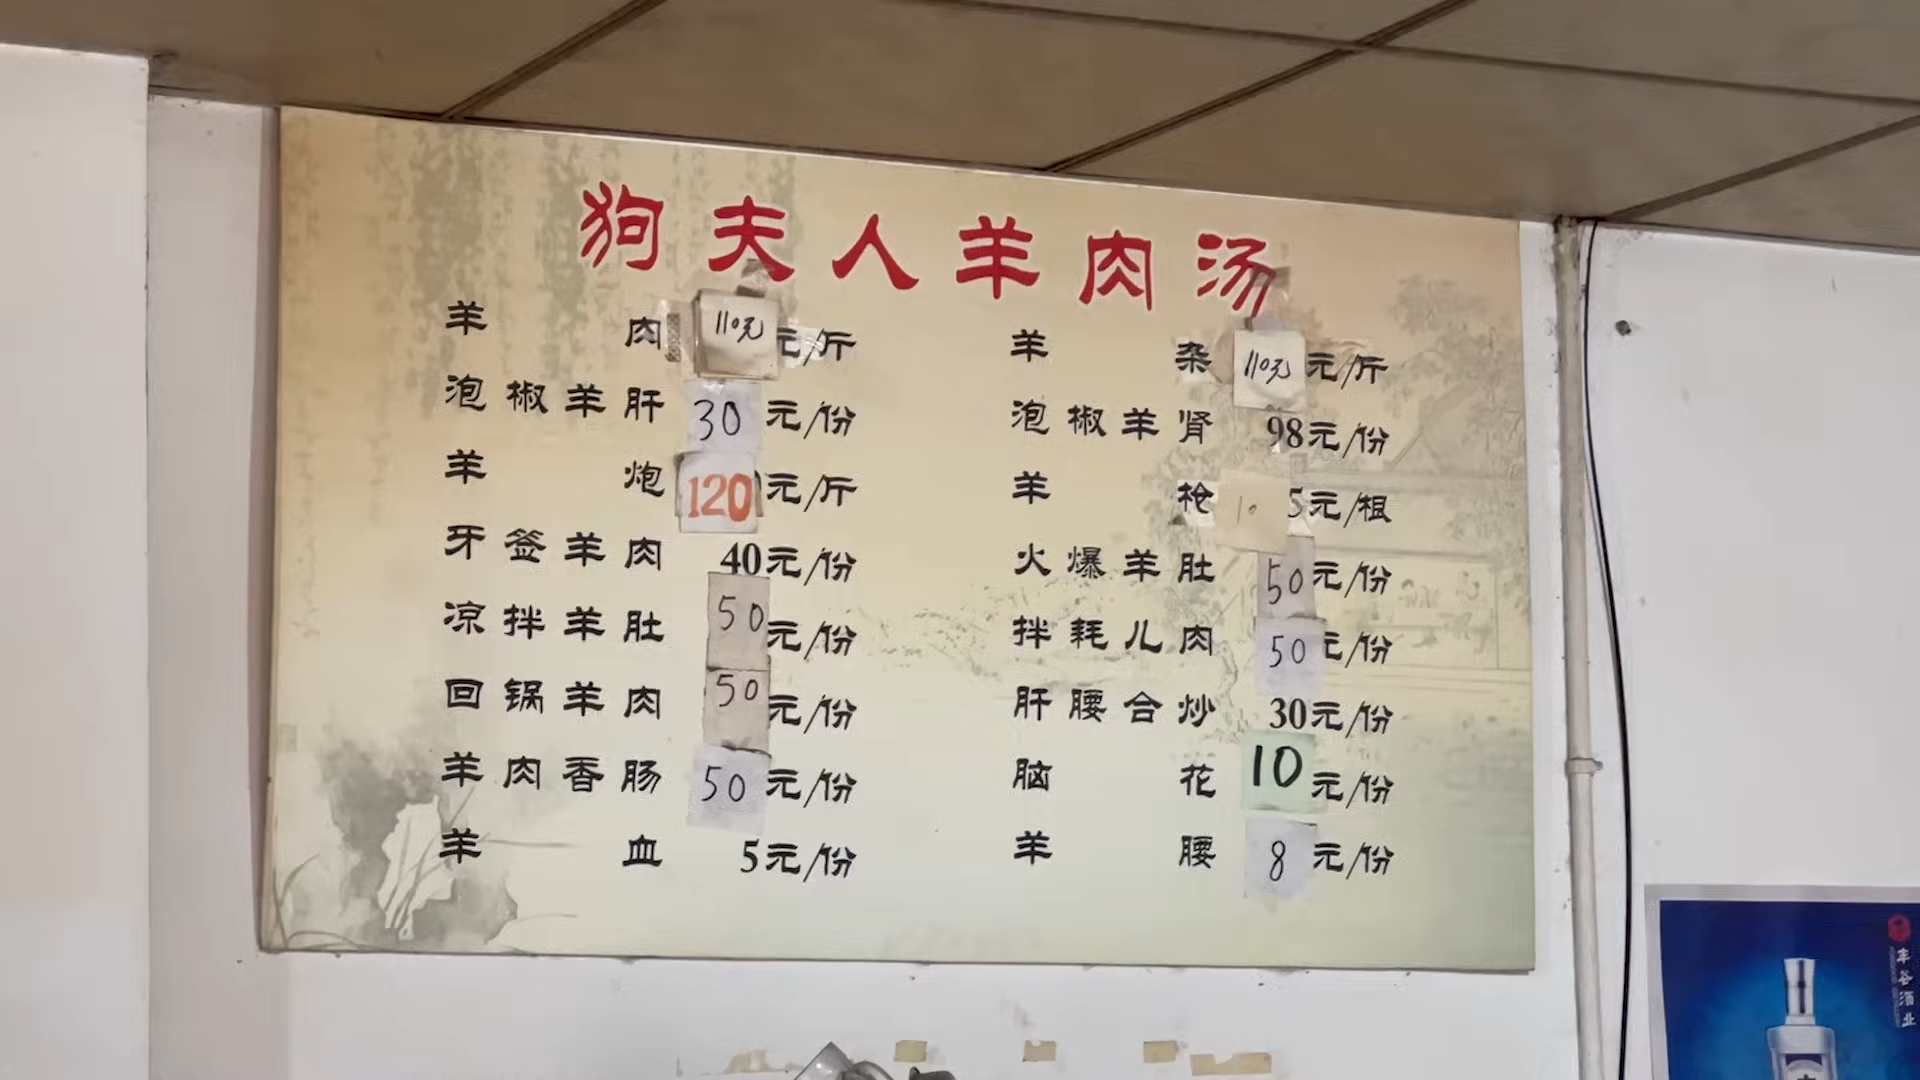 狗夫人羊肉汤
羊肉 110元 元/斤
泡椒羊肝 30 元/份
羊炮 120 元/斤
牙签羊肉 40元/份
凉拌羊肚 50 元/份
回锅羊肉 50 元/份
羊肉香肠 50 元/份
羊血 5元/份
羊杂 110元 元/斤
泡椒羊肾 98元/份
羊枪 10 5元/根
火爆羊肚 50 元/份
拌耗儿肉 50 元/份
肝腰合炒 30元/份
脑花 10 元/份
羊腰 8 元/份
丰谷酒业